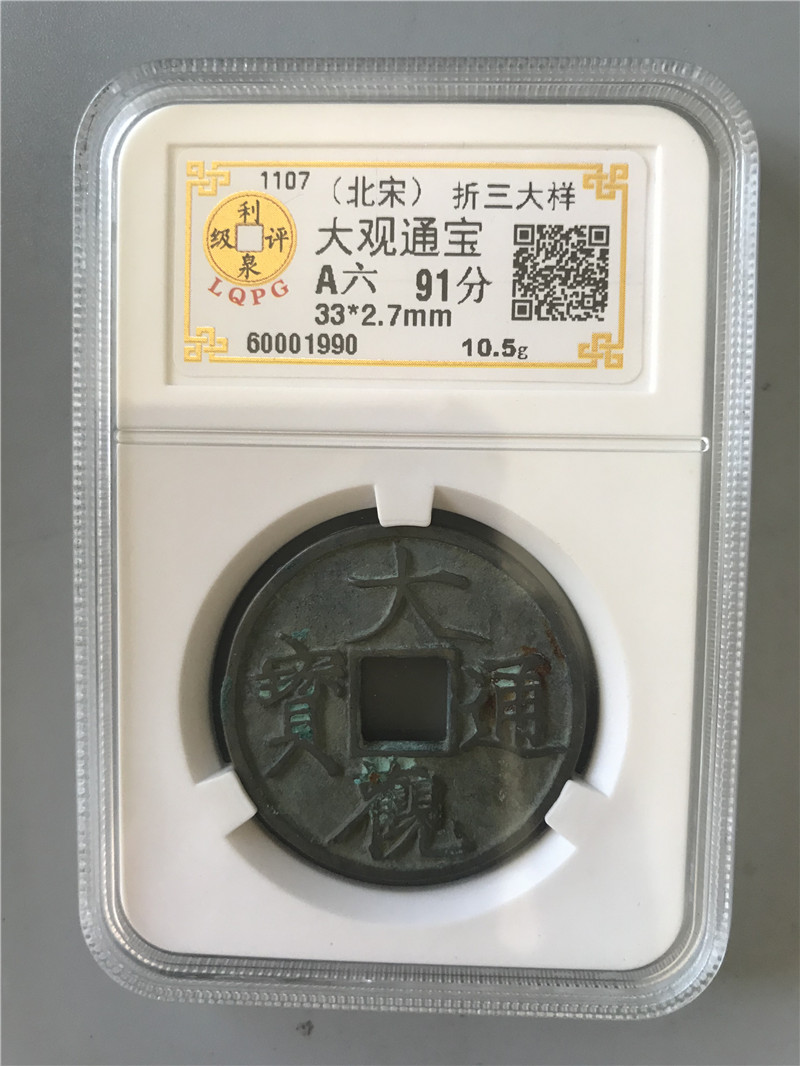 1107 （北宋） 折三大样
利泉评级
LQPG
大观通宝
A六 91分
33*2.7mm
60001990 10.5g
大觀通寶